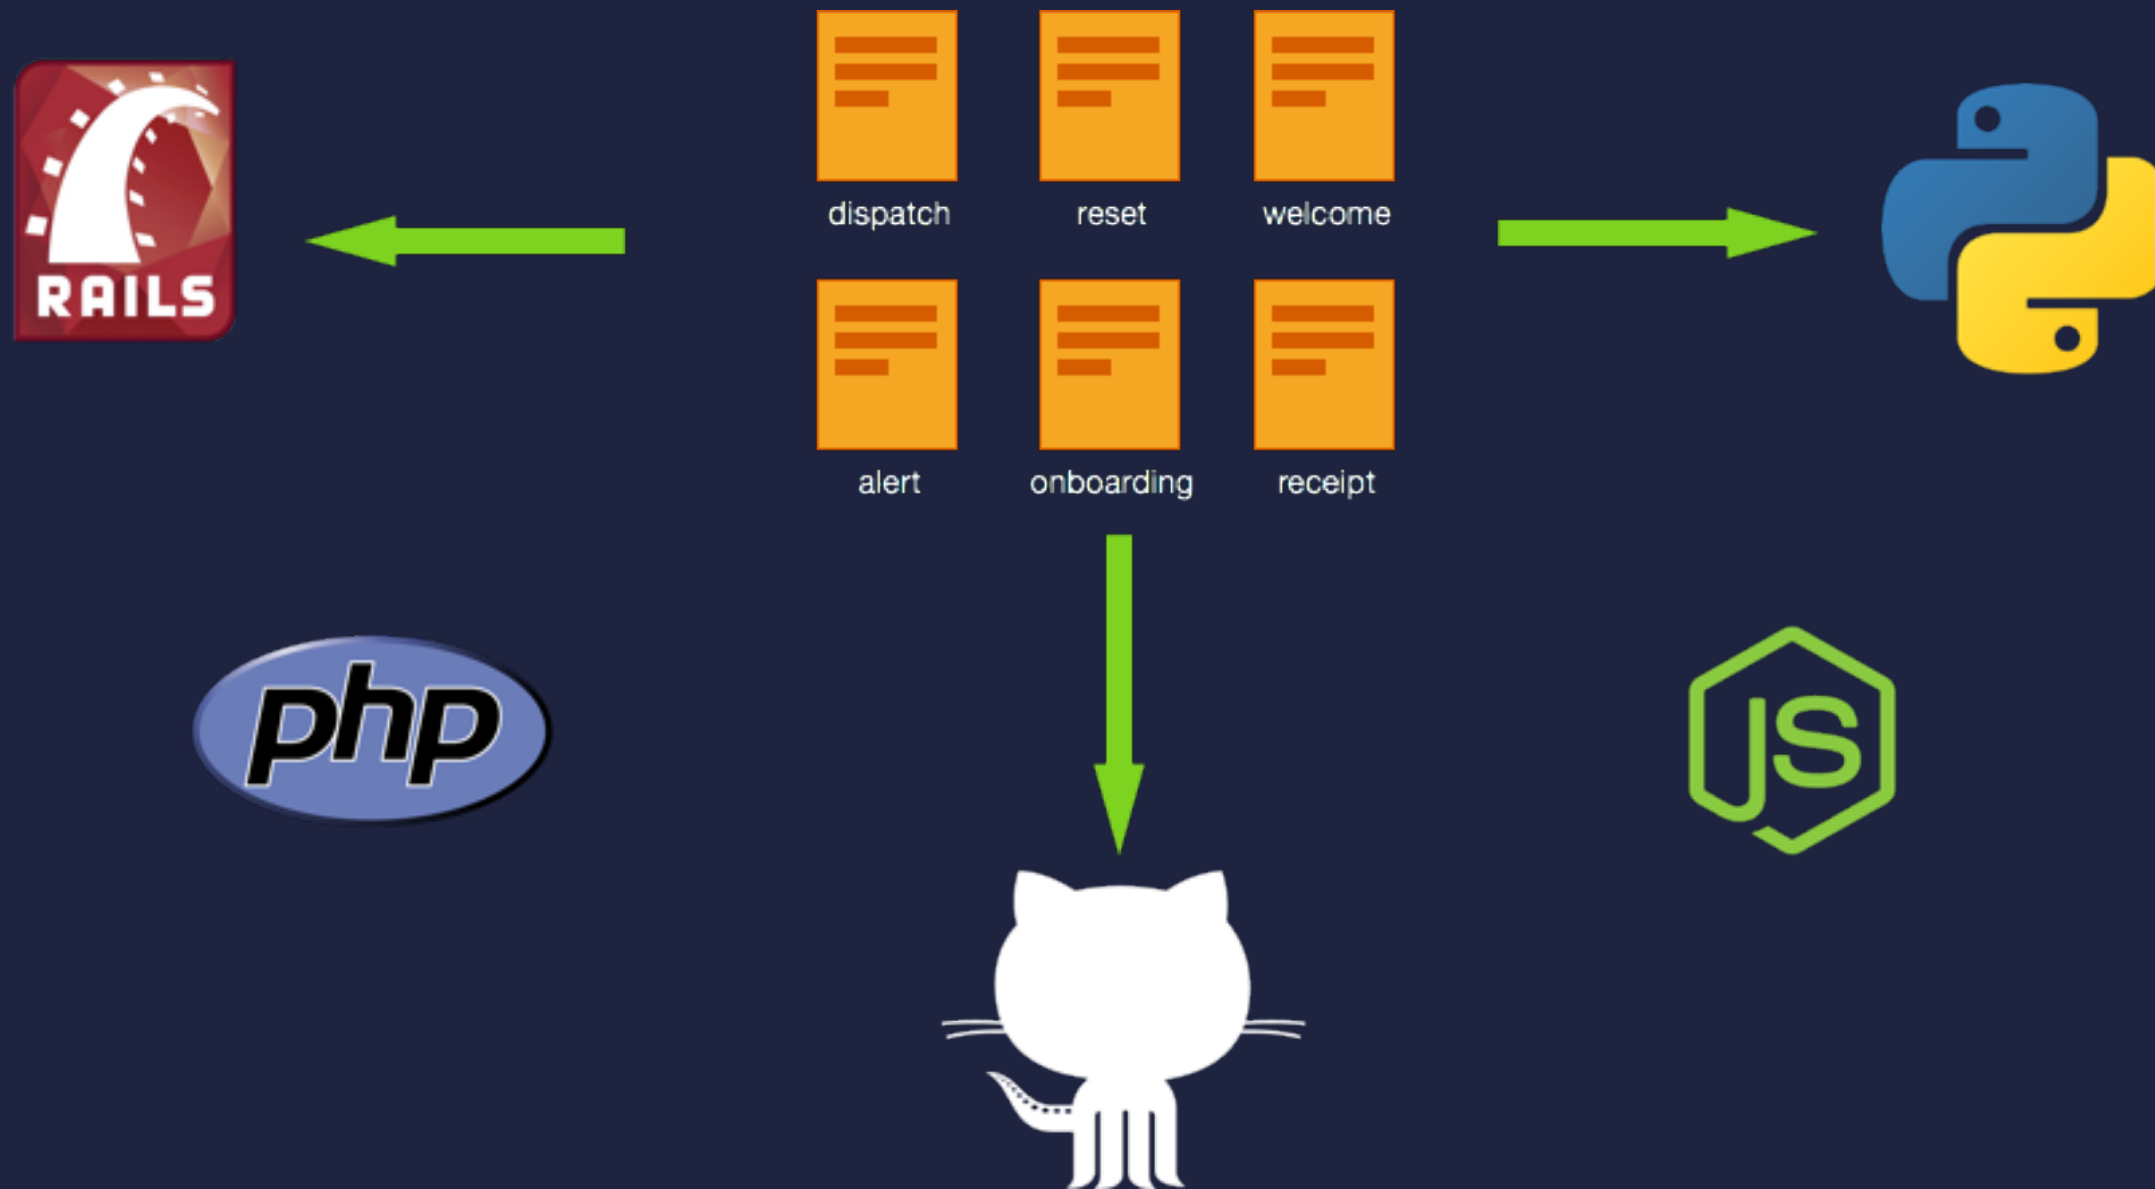 dispatch
reset
welcome
RAILS
alert
onboarding
receipt
php
JS